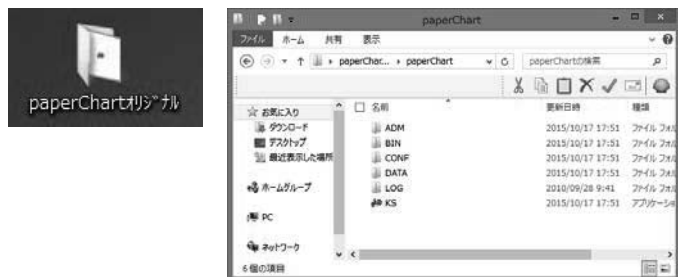 paperChartオリジナル
paperChart
ファイル ホーム 共有 表示
paperChar... paperChart paperChartの検索
お気に入り
ダウンロード
デスクトップ
最近表示した場所
ホームグループ
PC
ネットワーク
名前 更新日時 種類
ADM 2015/10/17 17:51 ファイル フォル
BIN 2015/10/17 17:51 ファイル フォル
CONF 2015/10/17 17:51 ファイル フォル
DATA 2015/10/17 17:51 ファイル フォル
LOG 2010/09/28 9:41 ファイル フォル
KS 2015/10/17 17:51 アプリケーショ
6 個の項目